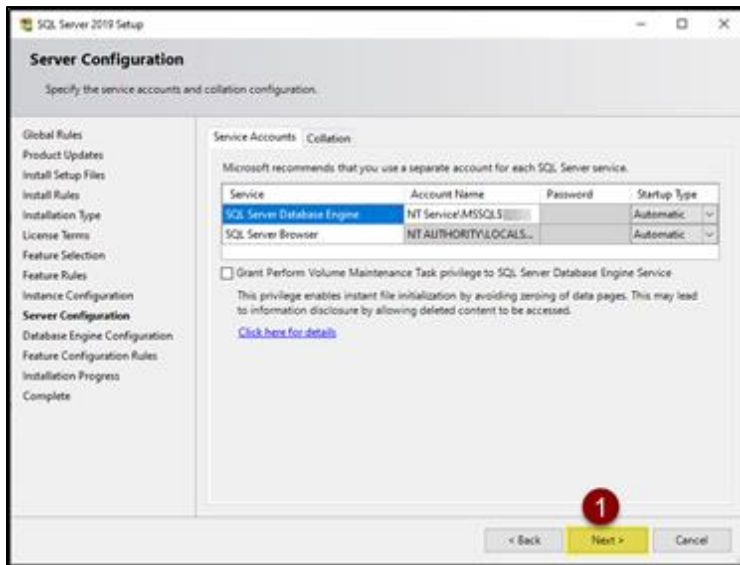 SQL Server 2019 Setup
Server Configuration
Specify the service accounts and collation configuration.
Global Rules
Product Updates
Install Setup Files
Install Rules
Installation Type
License Terms
Feature Selection
Feature Rules
Instance Configuration
Server Configuration
Database Engine Configuration
Feature Configuration Rules
Installation Progress
Complete
Service Accounts Collation
Microsoft recommends that you use a separate account for each SQL Server service.
Service Account Name Password Startup Type
SQL Server Database Engine NT Service\MSSQL$ Automatic
SQL Server Browser NT AUTHORITY\LOCALS... Automatic
Grant Perform Volume Maintenance Task privilege to SQL Server Database Engine Service
This privilege enables instant file initialization by avoiding zeroing of data pages. This may lead
to information disclosure by allowing deleted content to be accessed.
Click here for details
1
< Back Next > Cancel